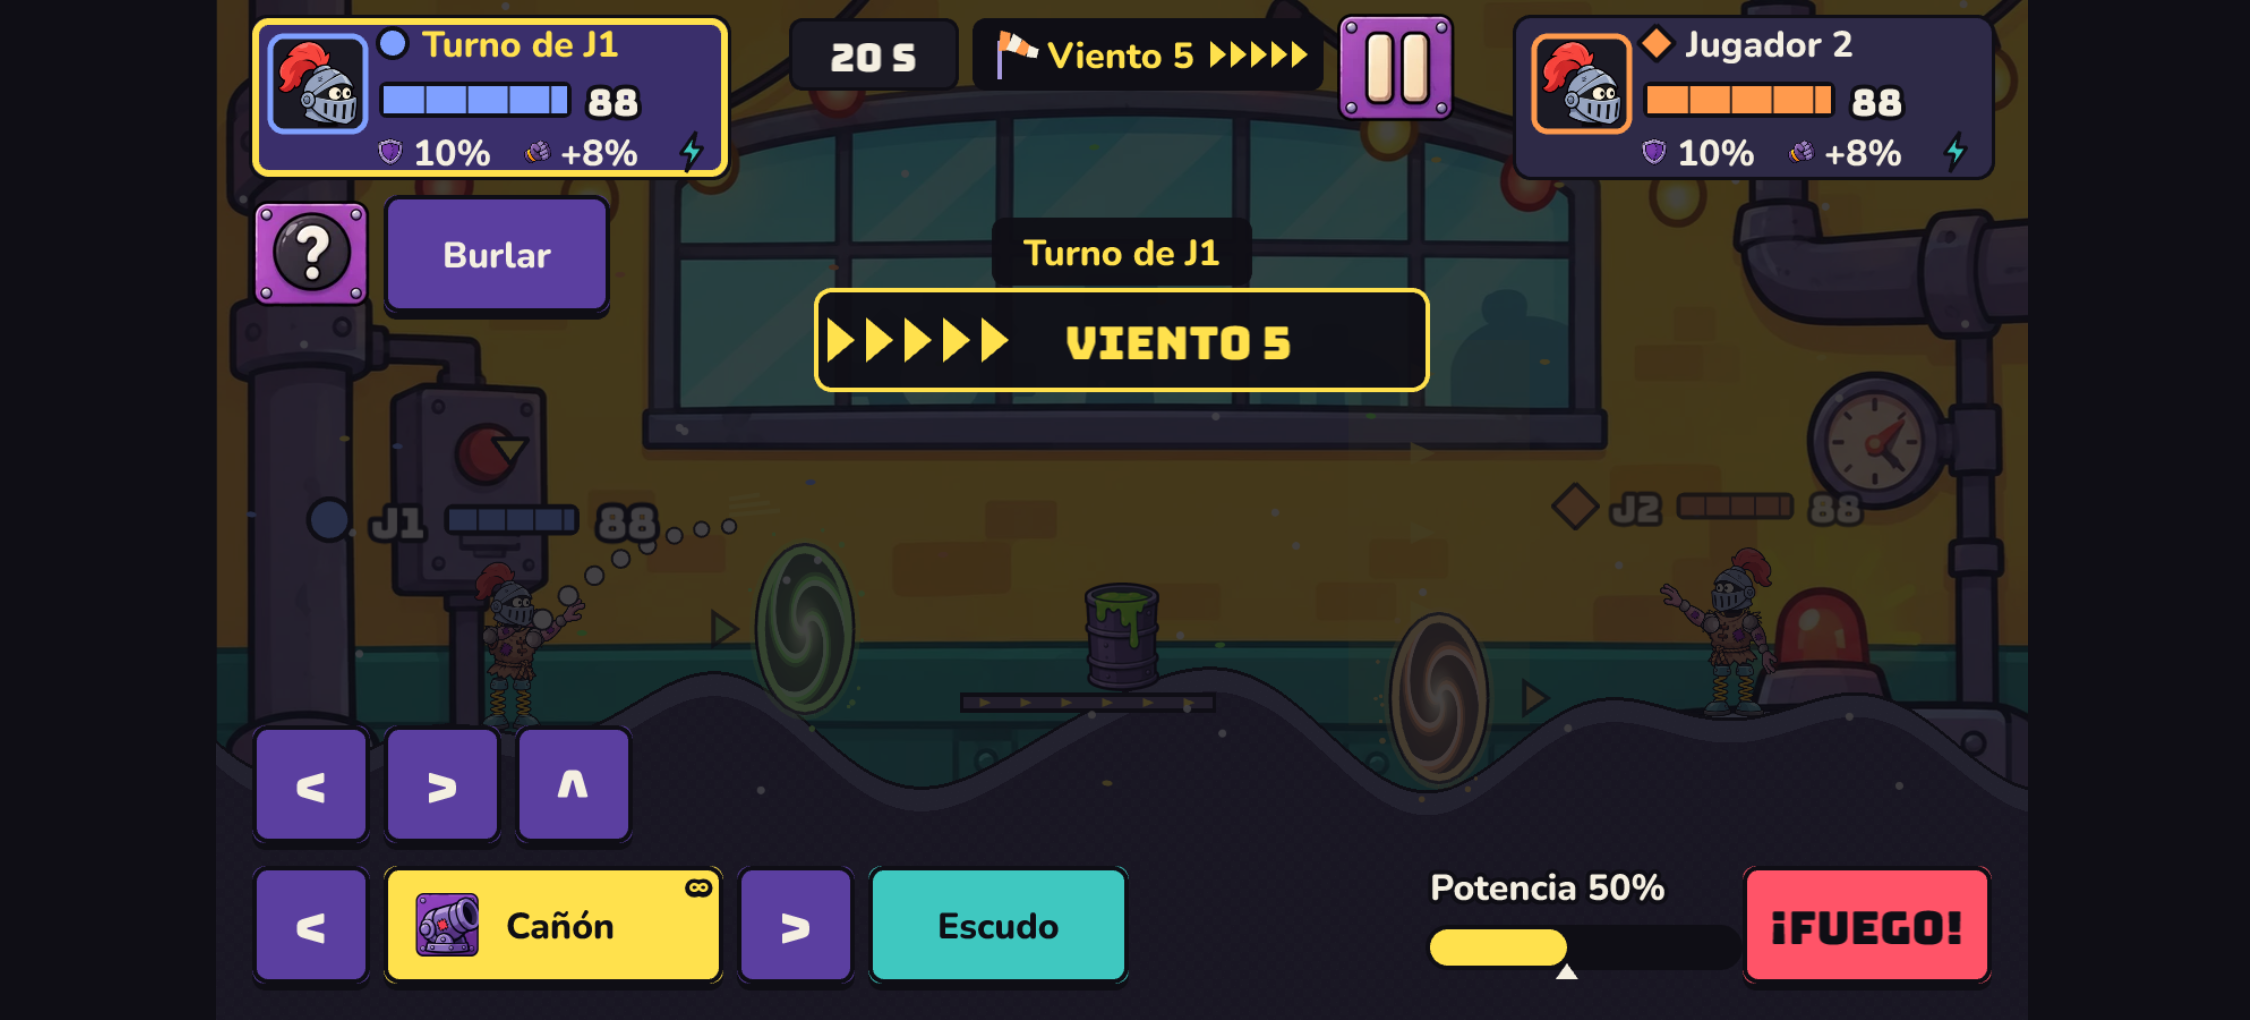 Turno de J1
88
10% +8%
20 S
Viento 5
Jugador 2
88
10% +8%
?
Burlar
Turno de J1
VIENTO 5
J1 88
J2 88
< > ^
<
Cañón
∞
>
Escudo
Potencia 50%
¡FUEGO!